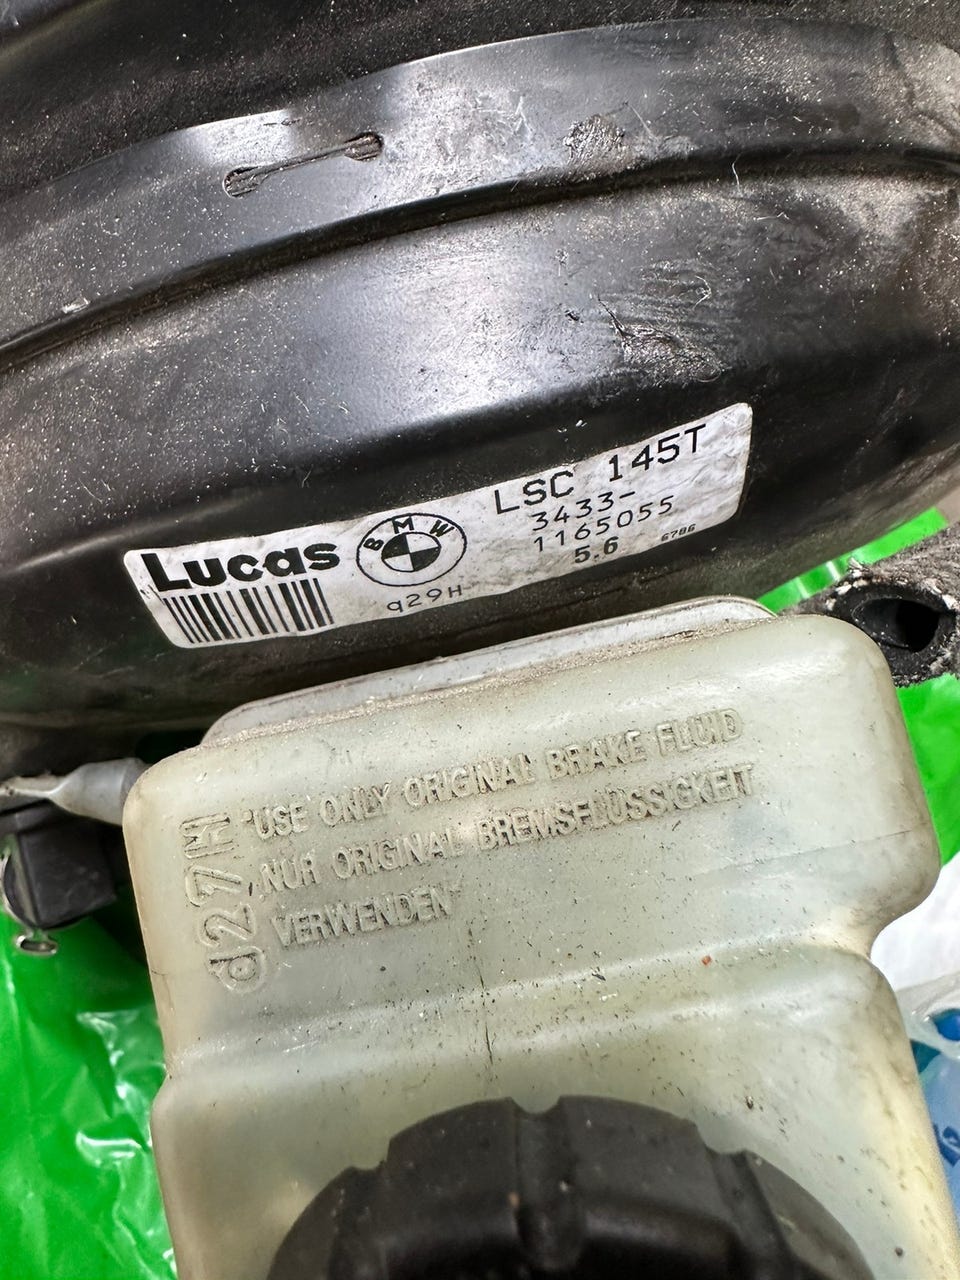 LSC 145T
3433-
1165055
5.6 6786
Lucas
BMW
q29H
d27H
USE ONLY ORIGINAL BRAKE FLUID
NUR ORIGINAL BREMSFLÜSSIGKEIT
VERWENDEN